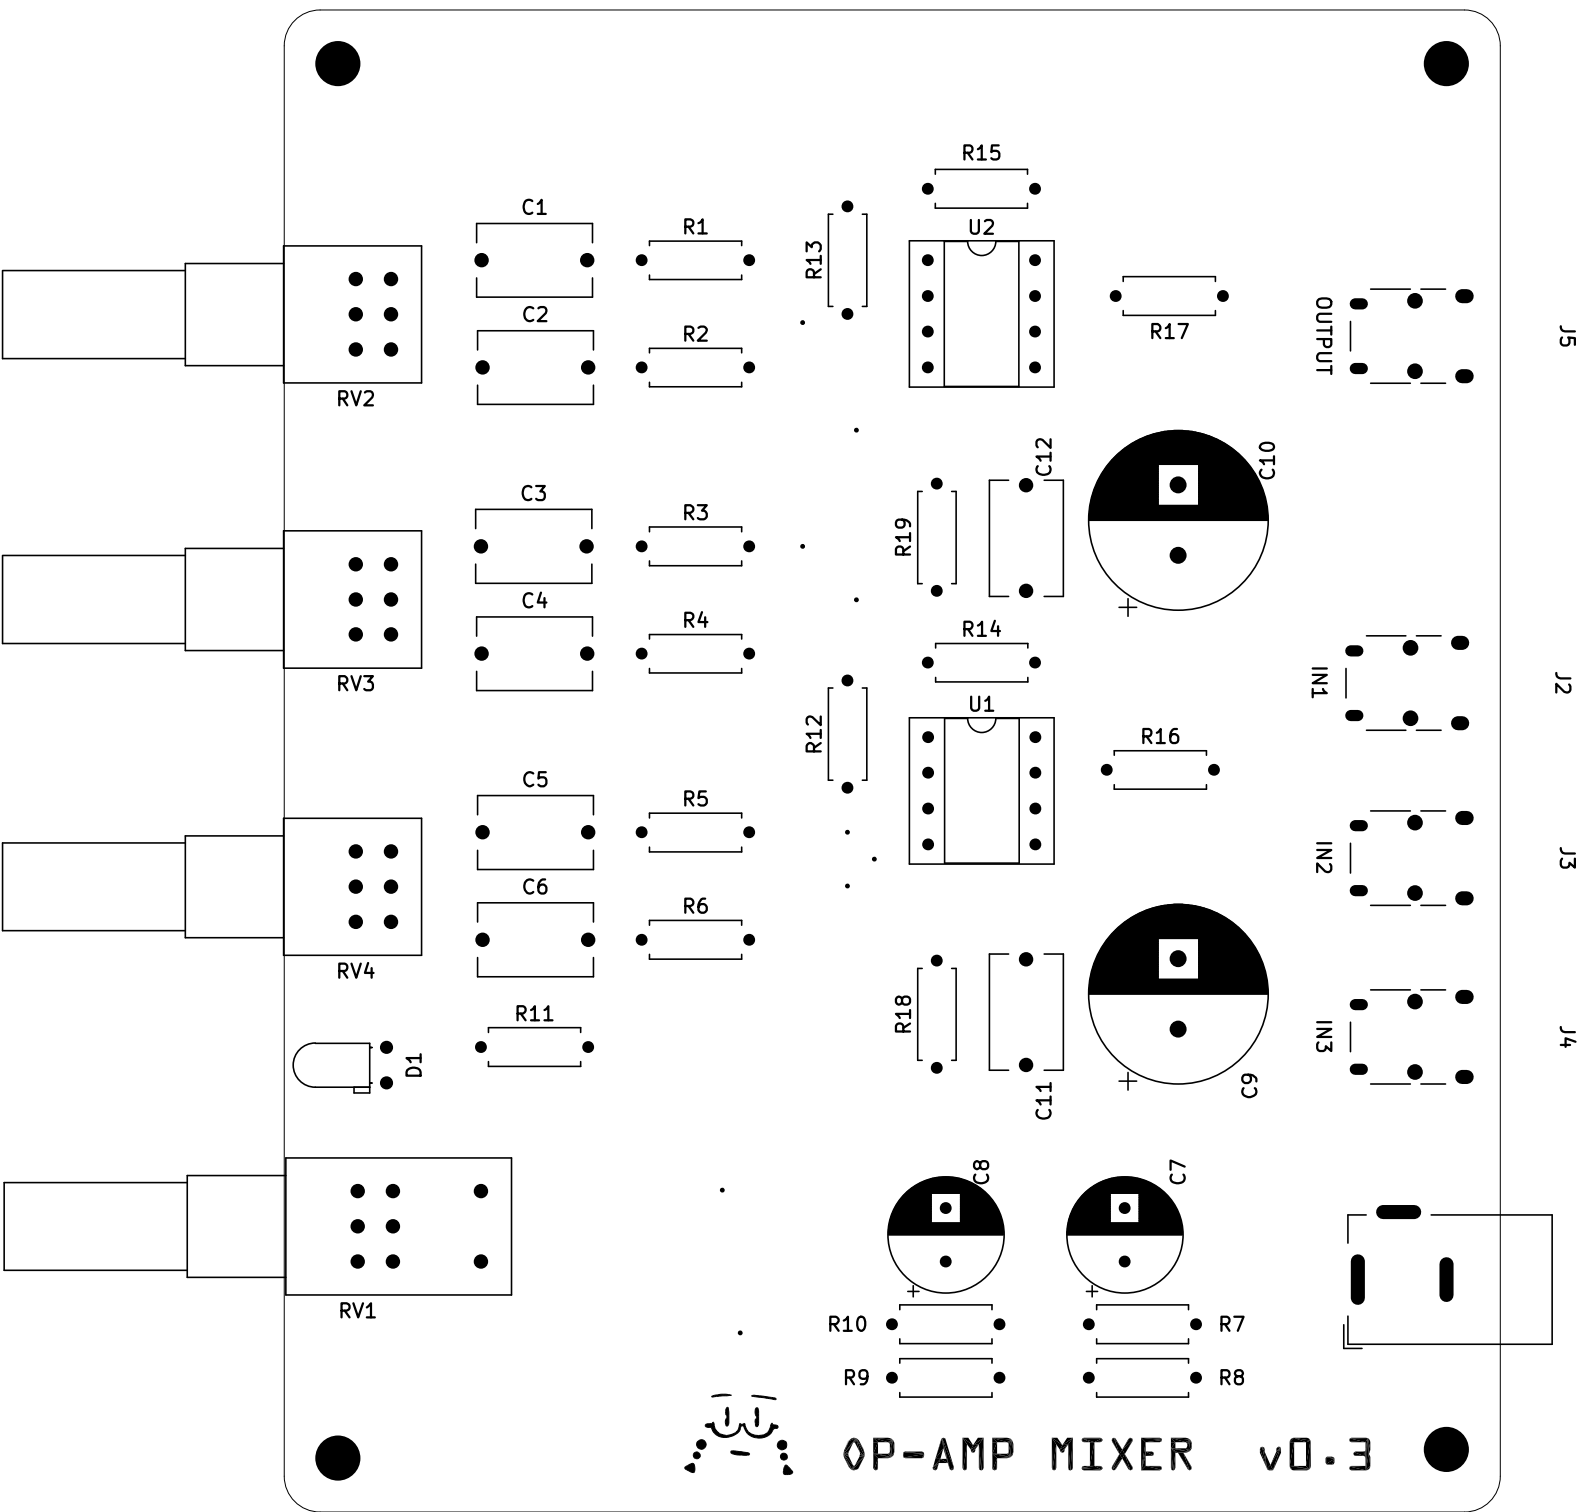 R15
C1
R1
U2
R13
C2
R2
R17
OUTPUT
J5
RV2
C12
C10
C3
R3
R19
C4
R4
R14
RV3
IN1
J2
U1
R12
R16
C5
R5
IN2
J3
C6
R6
RV4
R11
R18
IN3
J4
D1
C11
C9
C8
C7
RV1
R10
R7
R9
R8
OP-AMP MIXER v0.3